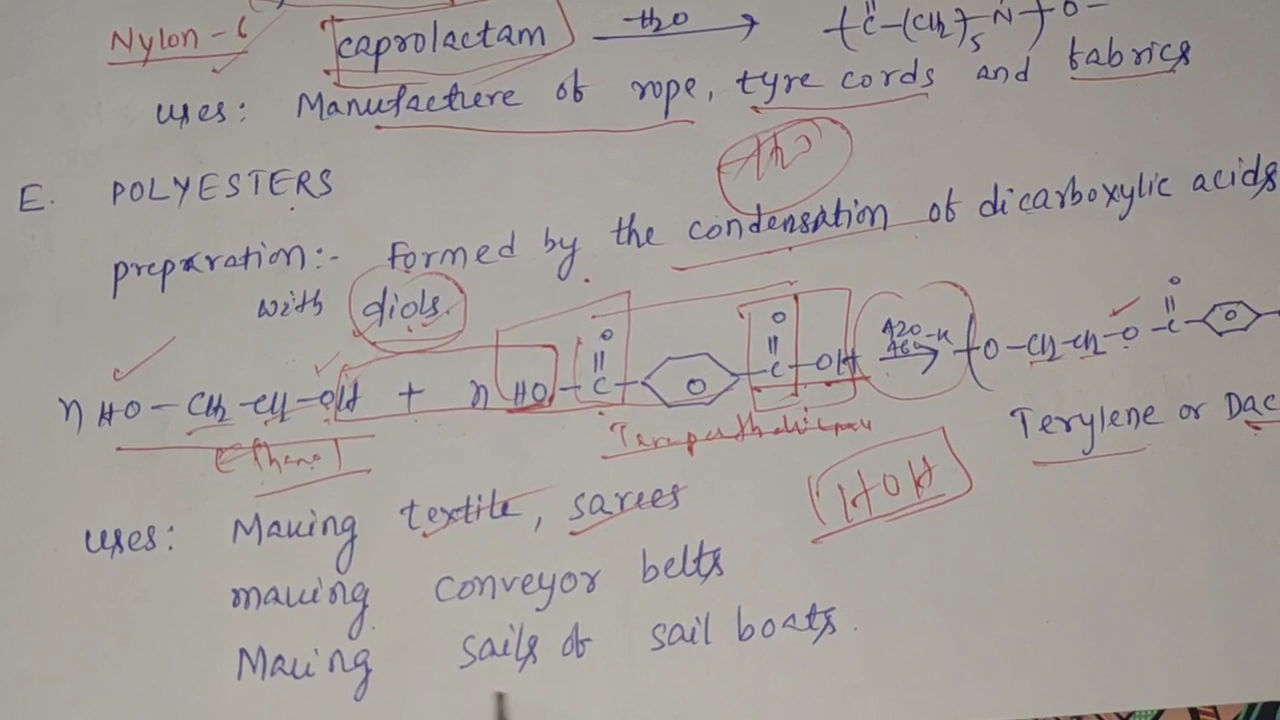 Nylon - 6 caprolactam H2O (C-(CH2)5-N) O
uses: Manufacture of rope, tyre cords and fabrics
H2O
E. POLYESTERS
preparation:- Formed by the condensation of dicarboxylic acids
with diols.
n HO - CH2 - CH2 - OH + n HO - C - C - OH 420 - 460 K (O - CH2 - CH2 - O - C -
O O O
Ethanol
Terylene or Dac
HOH
uses: Making textile, sarees
making conveyor belts
Making sails of sail boats.